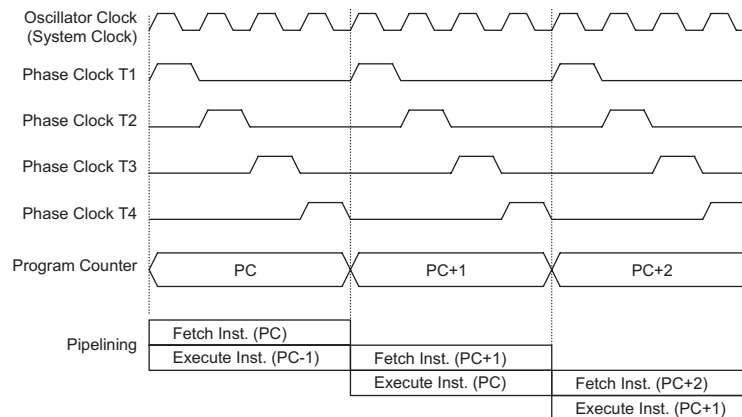 Oscillator Clock
(System Clock)
Phase Clock T1
Phase Clock T2
Phase Clock T3
Phase Clock T4
Program Counter
PC
PC+1
PC+2
Pipelining
Fetch Inst. (PC)
Execute Inst. (PC-1)
Fetch Inst. (PC+1)
Execute Inst. (PC)
Fetch Inst. (PC+2)
Execute Inst. (PC+1)